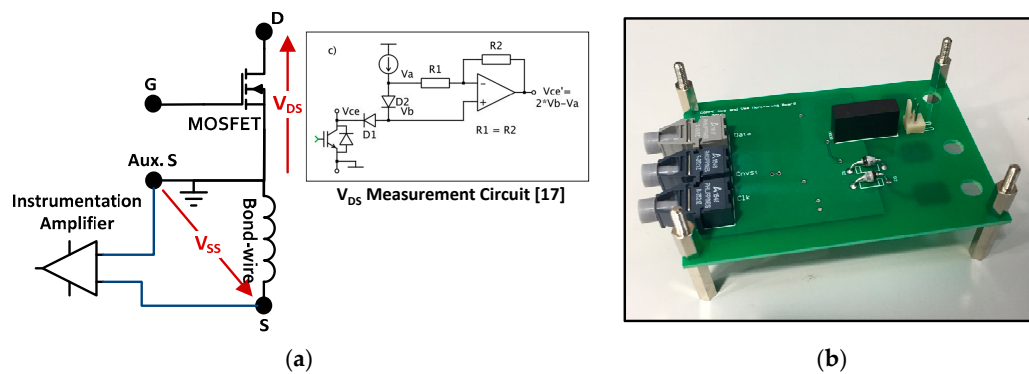 D
G
MOSFET
V_DS
Aux. S
Instrumentation
Amplifier
V_SS
Bond-wire
S
c)
R2
Va
R1
D2
Vb
Vce
D1
−
+
R1 = R2
Vce'=
2*Vb–Va
V_DS Measurement Circuit [17]
Data
Cnvst
Clk
(a)
(b)